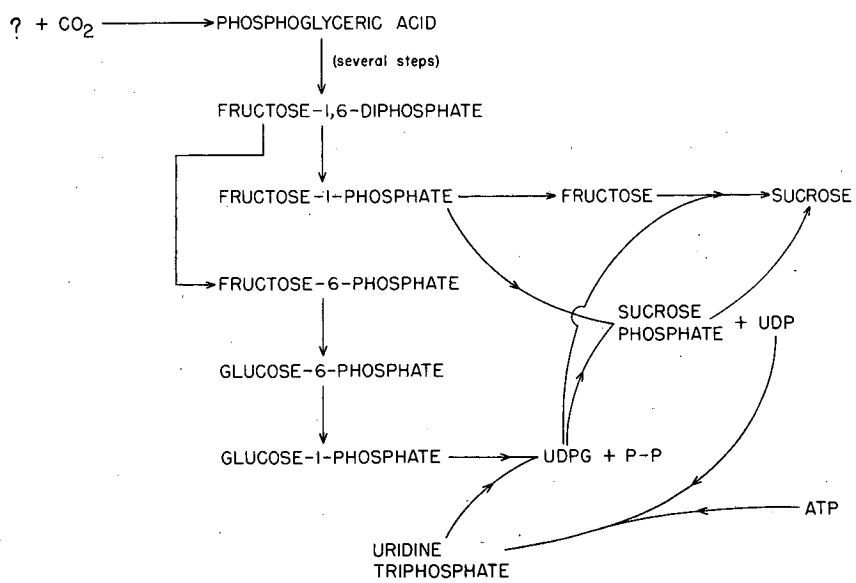 ? + CO2 PHOSPHOGLYCERIC ACID
(several steps)
FRUCTOSE-1,6-DIPHOSPHATE
FRUCTOSE-1-PHOSPHATE FRUCTOSE SUCROSE
FRUCTOSE-6-PHOSPHATE
SUCROSE
PHOSPHATE + UDP
GLUCOSE-6-PHOSPHATE
GLUCOSE-1-PHOSPHATE UDPG + P-P
ATP
URIDINE
TRIPHOSPHATE